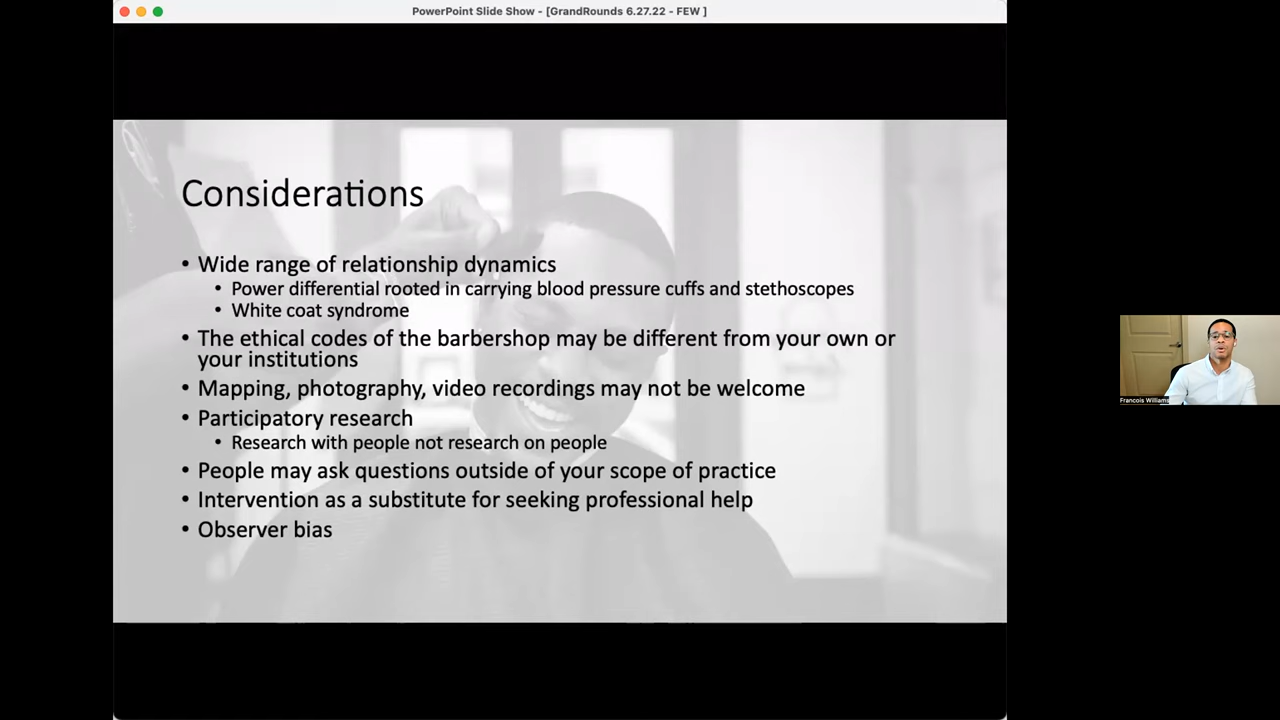 PowerPoint Slide Show - [GrandRounds 6.27.22 - FEW ]
Considerations
• Wide range of relationship dynamics
• Power differential rooted in carrying blood pressure cuffs and stethoscopes
• White coat syndrome
• The ethical codes of the barbershop may be different from your own or
your institutions
• Mapping, photography, video recordings may not be welcome
• Participatory research
• Research with people not research on people
• People may ask questions outside of your scope of practice
• Intervention as a substitute for seeking professional help
• Observer bias
Francois Williams